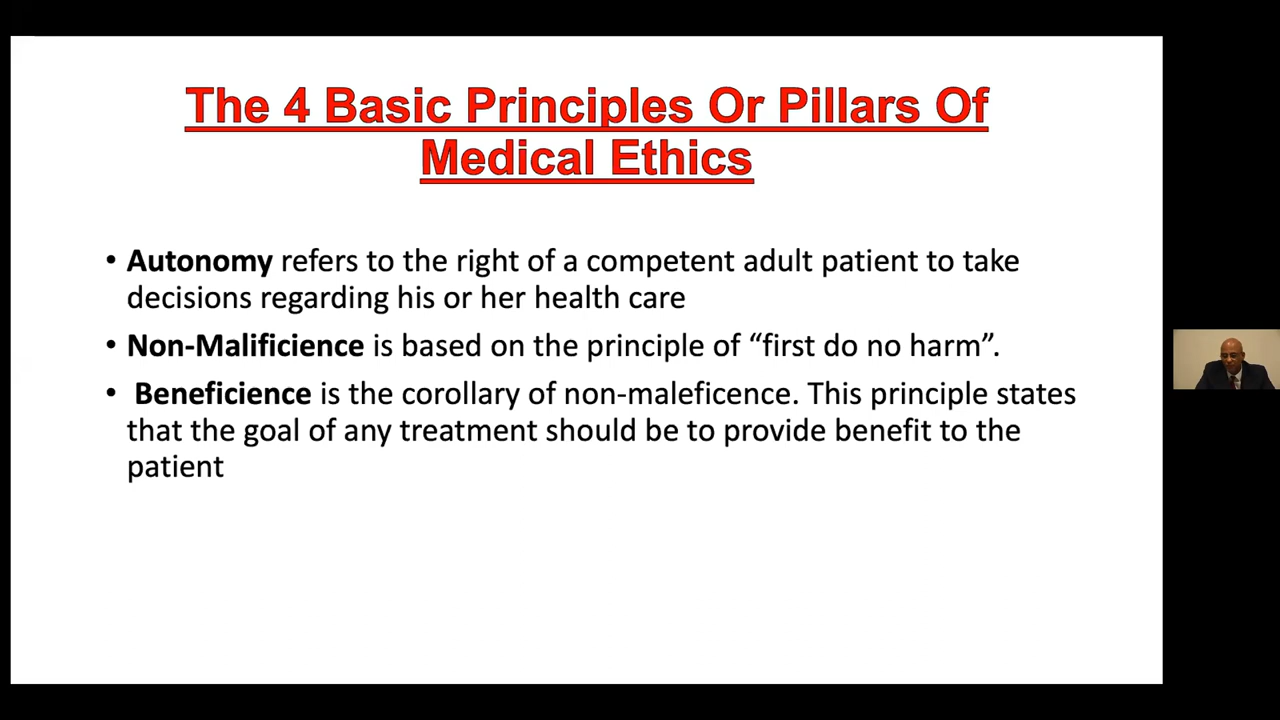 The 4 Basic Principles Or Pillars Of
Medical Ethics
• Autonomy refers to the right of a competent adult patient to take
decisions regarding his or her health care
• Non-Malificience is based on the principle of “first do no harm”.
• Beneficience is the corollary of non-maleficence. This principle states
that the goal of any treatment should be to provide benefit to the
patient